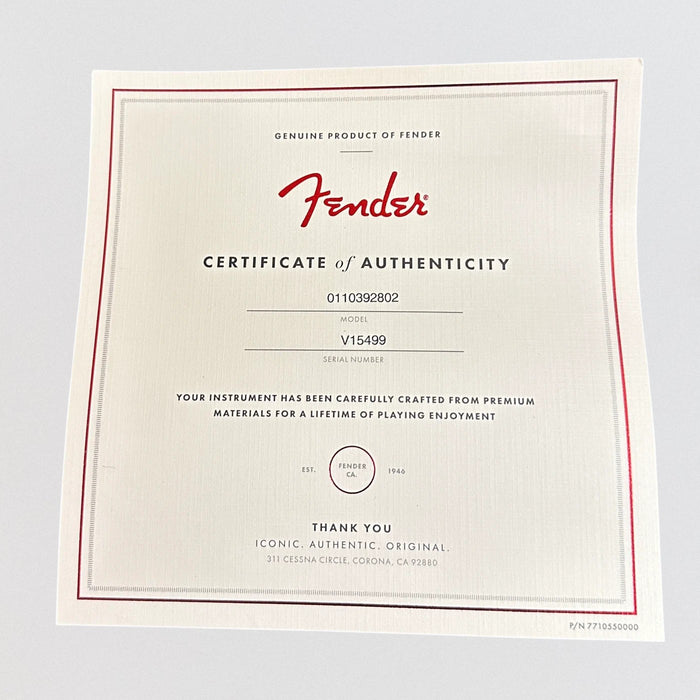 GENUINE PRODUCT OF FENDER
Fender®
CERTIFICATE of AUTHENTICITY
0110392802
MODEL
V15499
SERIAL NUMBER
YOUR INSTRUMENT HAS BEEN CAREFULLY CRAFTED FROM PREMIUM
MATERIALS FOR A LIFETIME OF PLAYING ENJOYMENT
EST. FENDER CA. 1946
THANK YOU
ICONIC. AUTHENTIC. ORIGINAL.
311 CESSNA CIRCLE, CORONA, CA 92880
P/N 7710550000